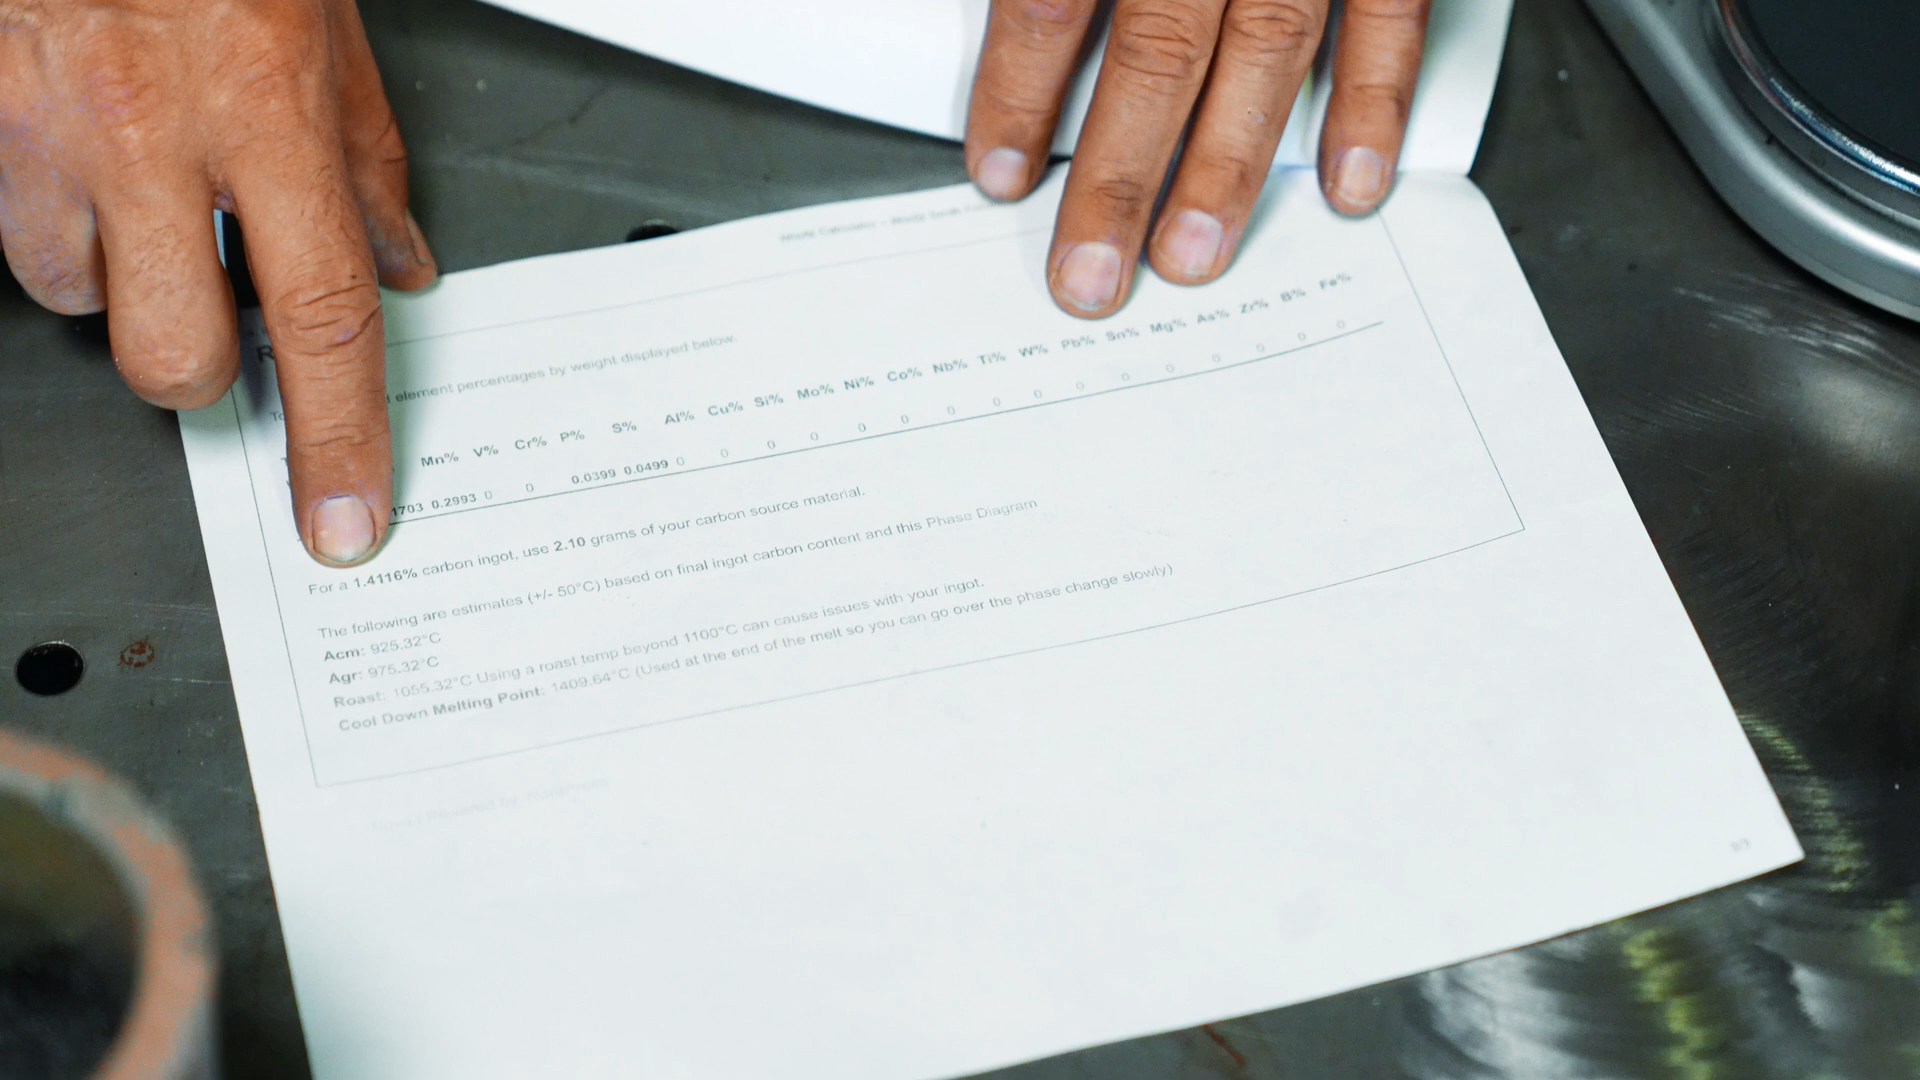 Wootz Calculator – Wootz
R
element percentages by weight displayed below.
Mn% V% Cr% P% S% Al% Cu% Si% Mo% Ni% Co% Nb% Ti% W% Pb% Sn% Mg% As% Zr% B% Fe%
1703 0.2993 0 0 0.0399 0.0499 0 0 0 0 0 0 0 0 0 0 0 0 0 0 0 0
For a 1.4116% carbon ingot, use 2.10 grams of your carbon source material.
The following are estimates (+/- 50°C) based on final ingot carbon content and this Phase Diagram
Acm: 925.32°C
Agr: 975.32°C
Roast: 1055.32°C Using a roast temp beyond 1100°C can cause issues with your ingot.
Cool Down Melting Point: 1409.64°C (Used at the end of the melt so you can go over the phase change slowly)